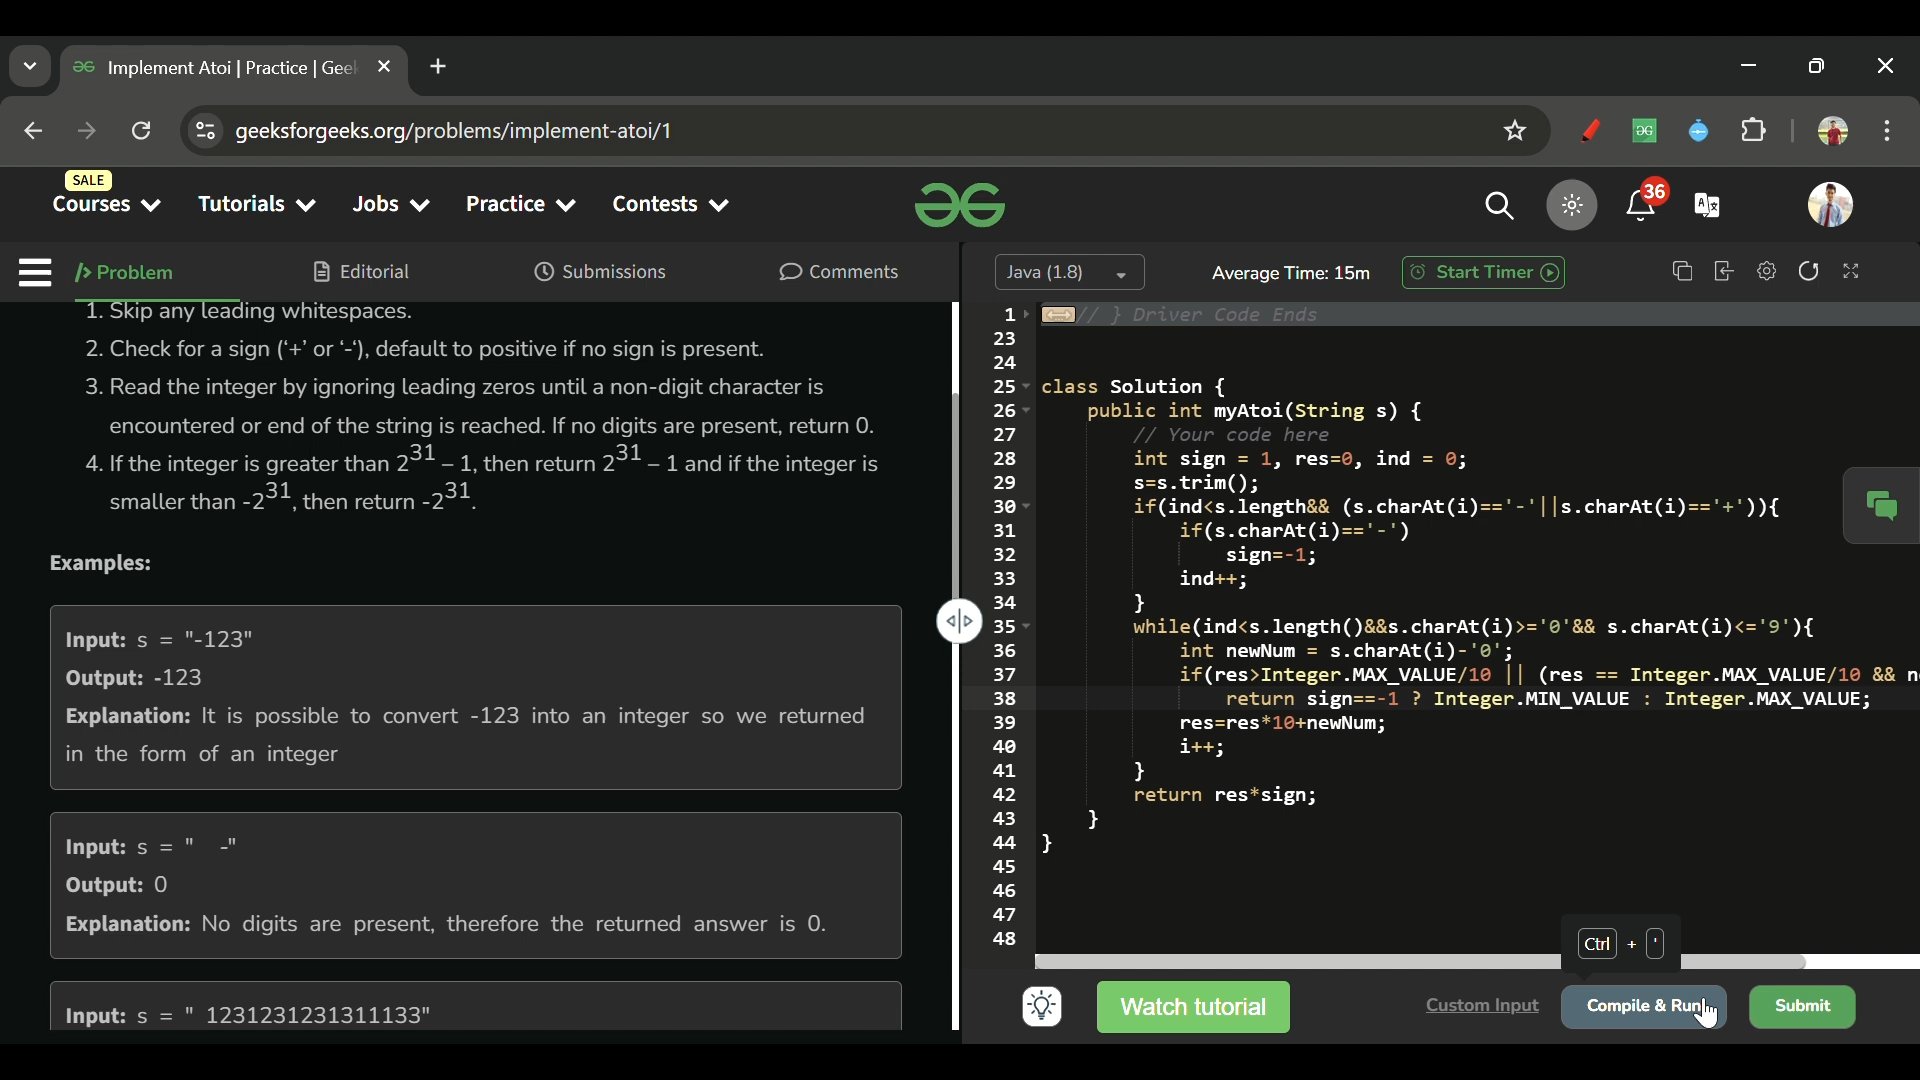 Implement Atoi | Practice | Gee
geeksforgeeks.org/problems/implement-atoi/1
SALE
Courses
Tutorials
Jobs
Practice
Contests
36
Problem
Editorial
Submissions
Comments
Java (1.8)
Average Time: 15m
Start Timer
1. Skip any leading whitespaces.
2. Check for a sign (‘+’ or ‘-‘), default to positive if no sign is present.
3. Read the integer by ignoring leading zeros until a non-digit character is
encountered or end of the string is reached. If no digits are present, return 0.
4. If the integer is greater than 2^31 – 1, then return 2^31 – 1 and if the integer is
smaller than -2^31, then return -2^31.
Examples:
Input: s = "-123"
Output: -123
Explanation: It is possible to convert -123 into an integer so we returned
in the form of an integer
Input: s = "  -"
Output: 0
Explanation: No digits are present, therefore the returned answer is 0.
Input: s = " 1231231231311133"
1 // } Driver Code Ends
23
24
25 class Solution {
26 public int myAtoi(String s) {
27 // Your code here
28 int sign = 1, res=0, ind = 0;
29 s=s.trim();
30 if(ind<s.length&& (s.charAt(i)=='-'||s.charAt(i)=='+')){
31 if(s.charAt(i)=='-')
32 sign=-1;
33 ind++;
34 }
35 while(ind<s.length()&&s.charAt(i)>='0'&& s.charAt(i)<='9'){
36 int newNum = s.charAt(i)-'0';
37 if(res>Integer.MAX_VALUE/10 || (res == Integer.MAX_VALUE/10 && n
38 return sign==-1 ? Integer.MIN_VALUE : Integer.MAX_VALUE;
39 res=res*10+newNum;
40 i++;
41 }
42 return res*sign;
43 }
44 }
45
46
47
48
Ctrl + '
Watch tutorial
Custom Input
Compile & Run
Submit